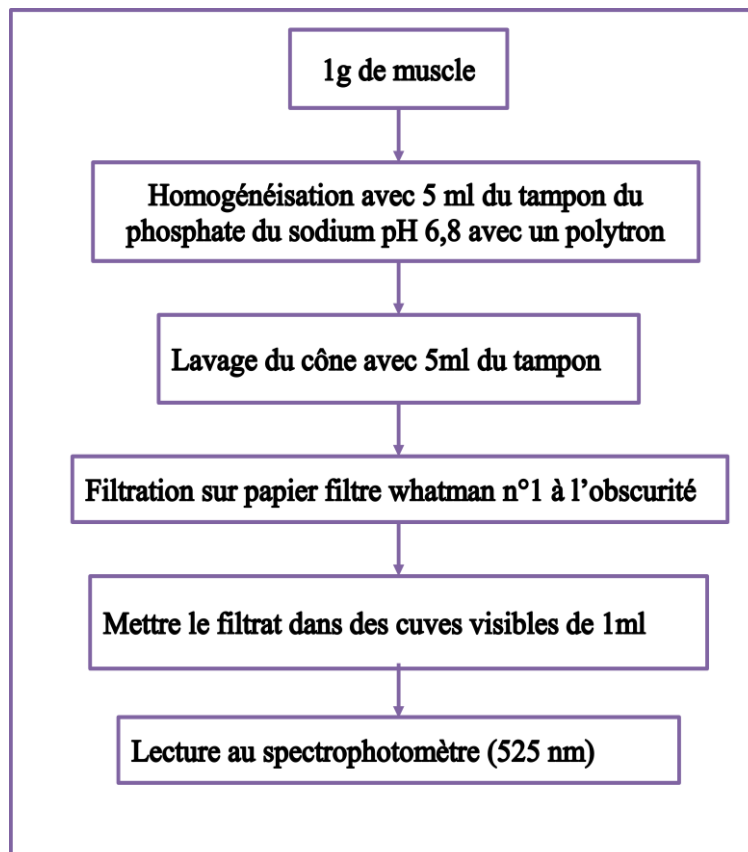 1g de muscle
Homogénéisation avec 5 ml du tampon du
phosphate du sodium pH 6,8 avec un polytron
Lavage du cône avec 5ml du tampon
Filtration sur papier filtre whatman n°1 à l’obscurité
Mettre le filtrat dans des cuves visibles de 1ml
Lecture au spectrophotomètre (525 nm)